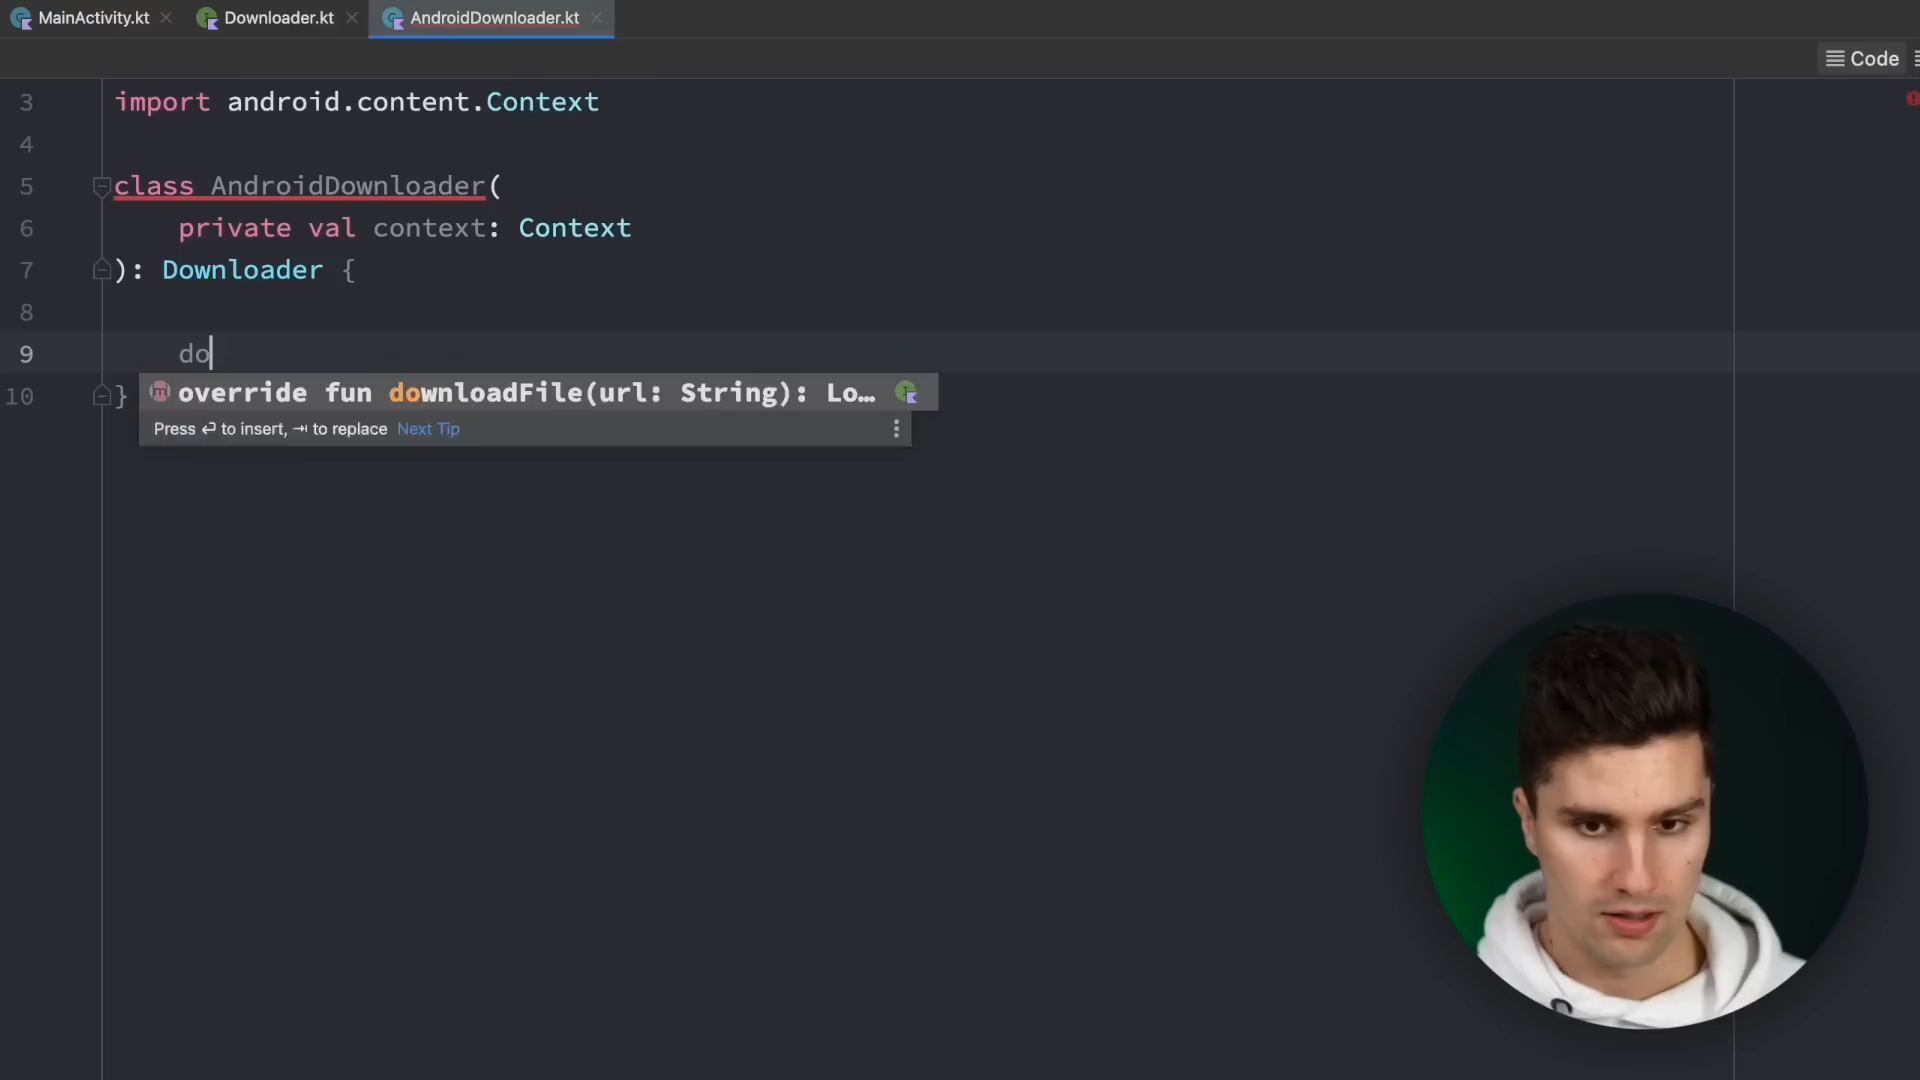 MainActivity.kt
Downloader.kt
AndroidDownloader.kt
Code
3 import android.content.Context
4
5 class AndroidDownloader(
6 private val context: Context
7 ): Downloader {
8
9 do
override fun downloadFile(url: String): Lo…
10 }
Press ↵ to insert, ⇥ to replace Next Tip